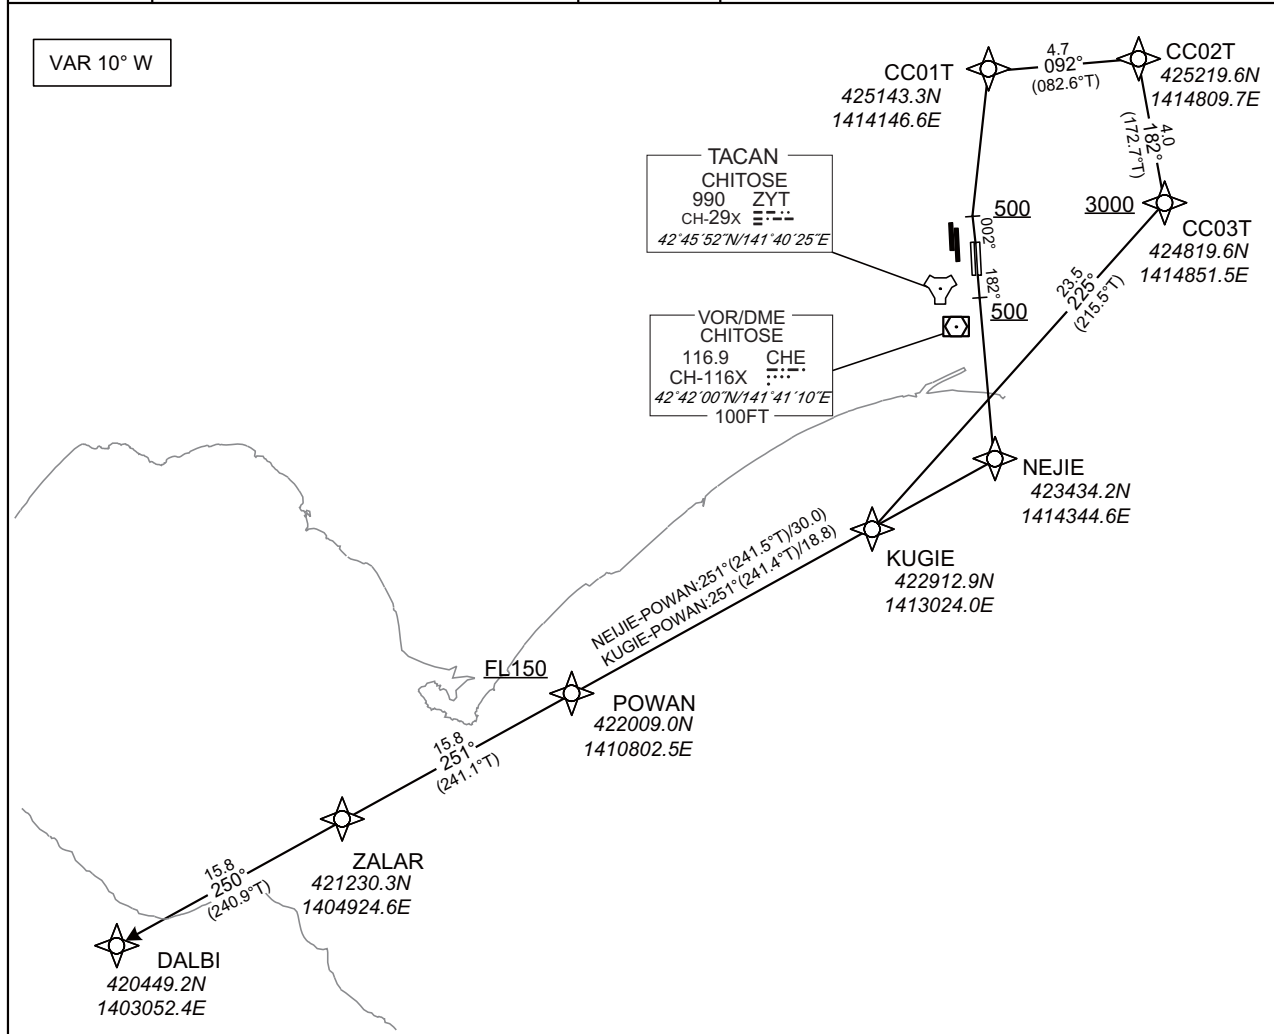 VAR 10° W
CC01T
425143.3N
1414146.6E
4.7
092°
(082.6°T)
CC02T
425219.6N
1414809.7E
4.0
182°
(172.7°T)
TACAN
CHITOSE
990 ZYT
CH-29X
42°45´52˝N/141°40´25˝E
500
002°
182°
500
3000
CC03T
424819.6N
1414851.5E
23.5
225°
(215.5°T)
VOR/DME
CHITOSE
116.9 CHE
CH-116X
42°42´00˝N/141°41´10˝E
100FT
NEJIE
423434.2N
1414344.6E
KUGIE
422912.9N
1413024.0E
NEIJIE-POWAN:251°(241.5°T)/30.0)
KUGIE-POWAN:251°(241.4°T)/18.8)
FL150
POWAN
422009.0N
1410802.5E
15.8
251°
(241.1°T)
ZALAR
421230.3N
1404924.6E
15.8
250°
(240.9°T)
DALBI
420449.2N
1403052.4E